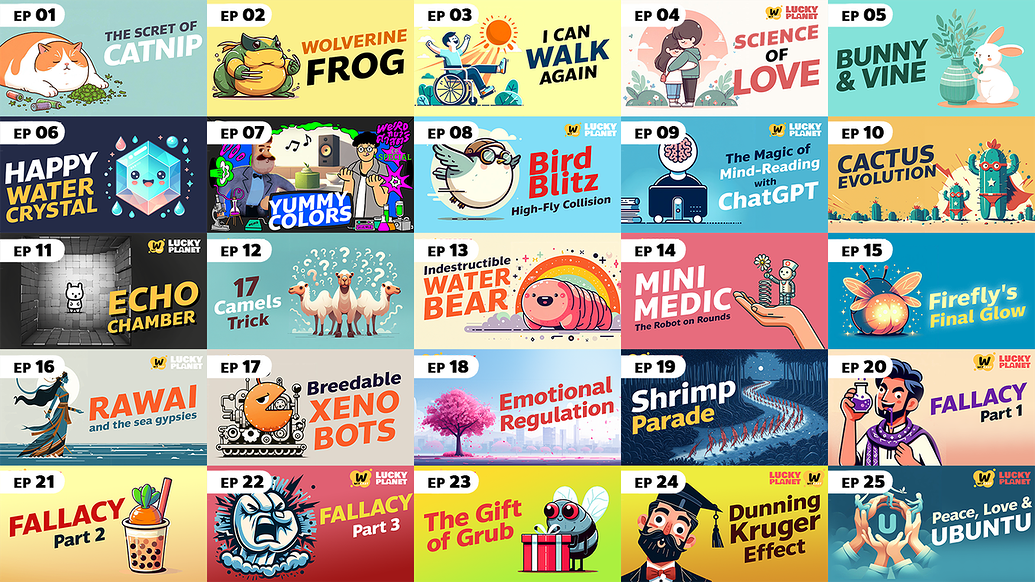 EP 01
THE SCRET OF
CATNIP
EP 02
WOLVERINE
FROG
EP 03
I CAN
WALK
AGAIN
EP 04
LUCKY
PLANET
SCIENCE
OF
LOVE
EP 05
BUNNY
& VINE
EP 06
HAPPY
WATER
CRYSTAL
EP 07
SPECIAL
YUMMY
COLORS
EP 08
LUCKY
PLANET
Bird
Blitz
High-Fly Collision
EP 09
LUCKY
PLANET
The Magic of
Mind-Reading
with
ChatGPT
EP 10
CACTUS
EVOLUTION
EP 11
LUCKY
PLANET
ECHO
CHAMBER
EP 12
17
Camels
Trick
EP 13
Indestructible
WATER
BEAR
EP 14
MINI
MEDIC
The Robot on Rounds
EP 15
Firefly's
Final Glow
EP 16
LUCKY
PLANET
RAWAI
and the sea gypsies
EP 17
Breedable
XENO
BOTS
EP 18
Emotional
Regulation
EP 19
Shrimp
Parade
EP 20
LUCKY
PLANET
FALLACY
Part 1
EP 21
FALLACY
Part 2
EP 22
LUCKY
PLANET
FALLACY
Part 3
EP 23
The Gift
of Grub
EP 24
LUCKY
PLANET
Dunning
Kruger
Effect
EP 25
LUCKY
PLANET
Peace, Love &
UBUNTU